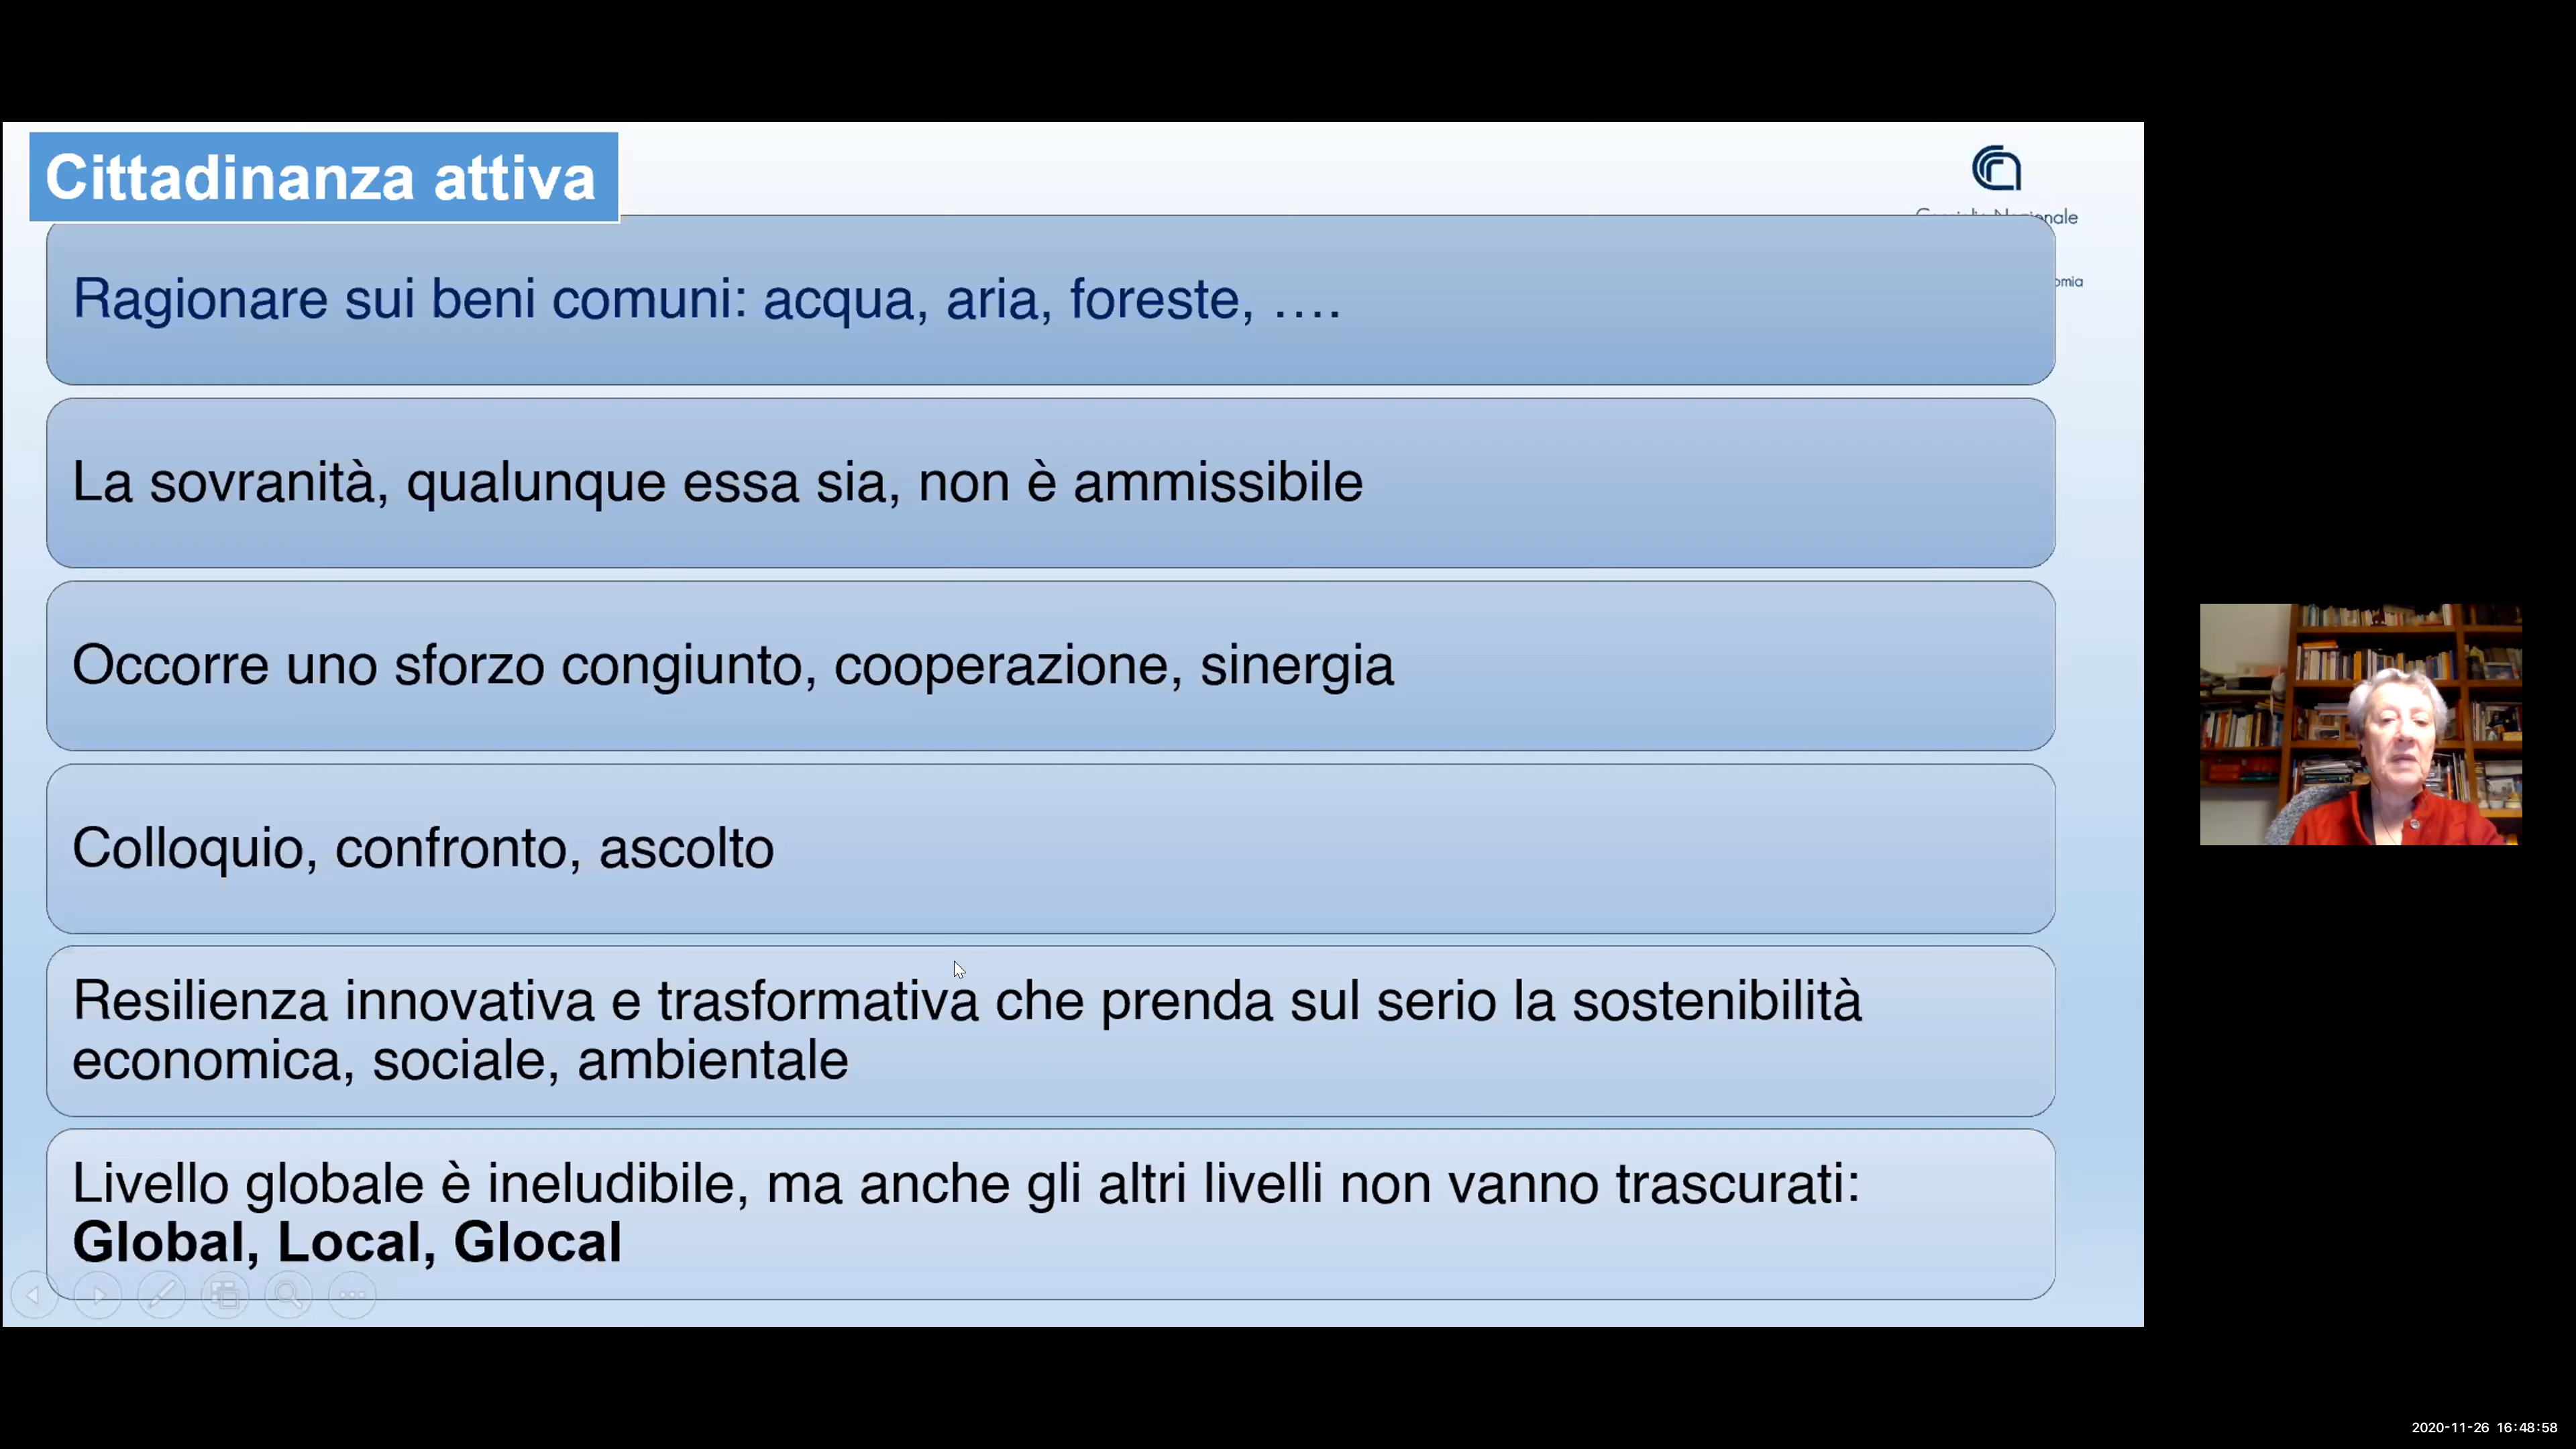 Cittadinanza attiva
Ragionare sui beni comuni: acqua, aria, foreste, ....
La sovranità, qualunque essa sia, non è ammissibile
Occorre uno sforzo congiunto, cooperazione, sinergia
Colloquio, confronto, ascolto
Resilienza innovativa e trasformativa che prenda sul serio la sostenibilità
economica, sociale, ambientale
Livello globale è ineludibile, ma anche gli altri livelli non vanno trascurati:
Global, Local, Glocal
2020-11-26 16:48:58